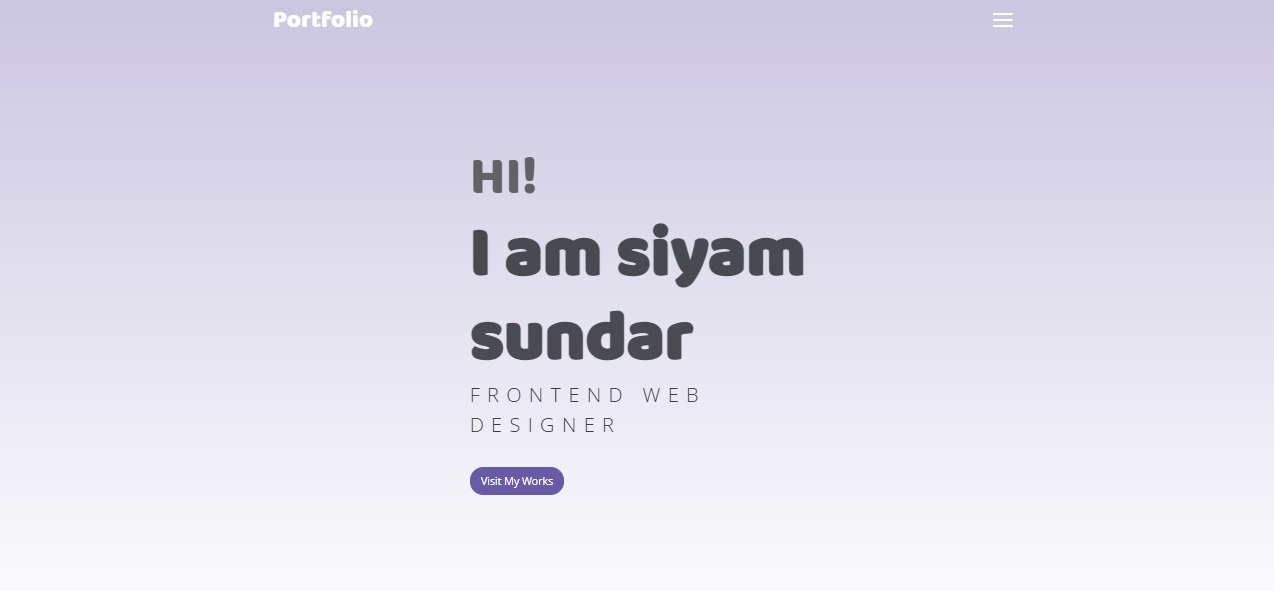 Portfolio
HI!
I am siyam
sundar
FRONTEND WEB
DESIGNER
Visit My Works